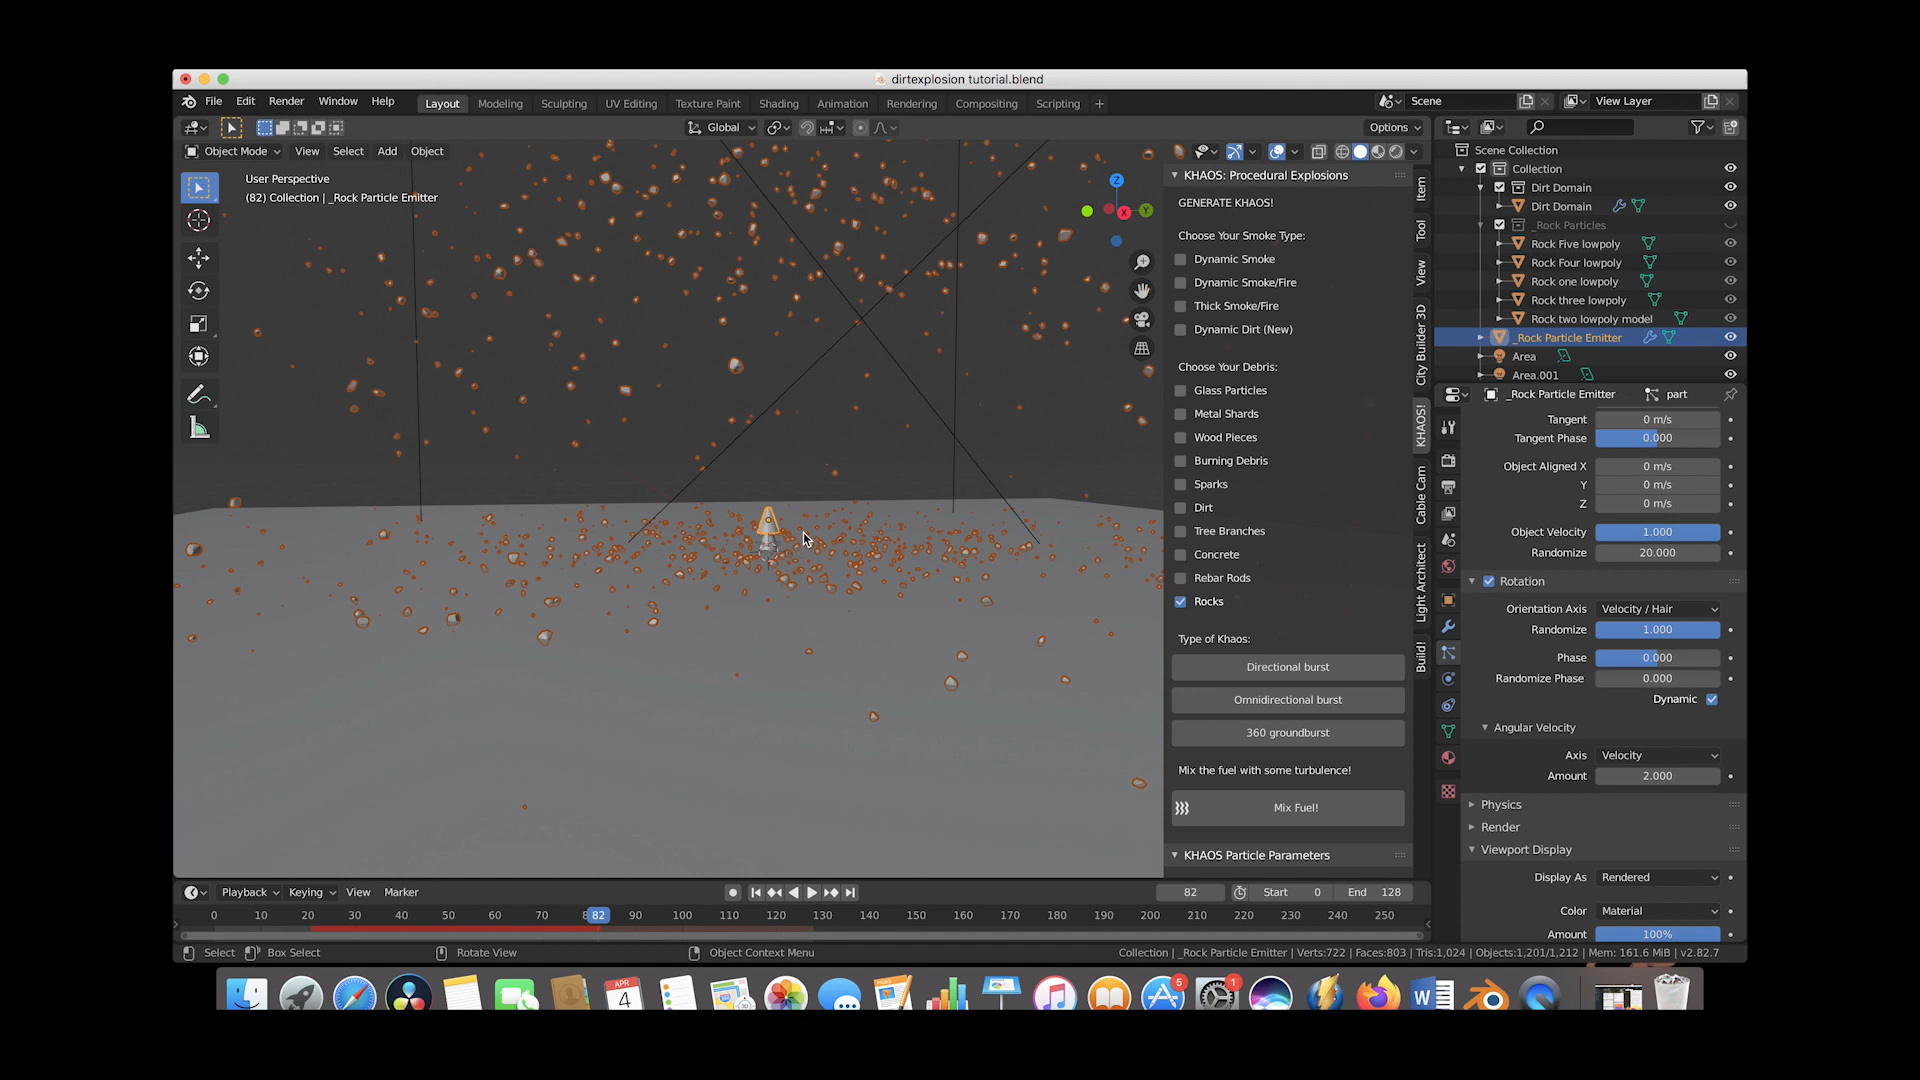 dirtexplosion tutorial.blend
File Edit Render Window Help
Layout Modeling Sculpting UV Editing Texture Paint Shading Animation Rendering Compositing Scripting +
Scene
View Layer
Global
Options
Object Mode View Select Add Object
User Perspective
(82) Collection | _Rock Particle Emitter
Z
X
Y
KHAOS: Procedural Explosions
GENERATE KHAOS!
Choose Your Smoke Type:
Dynamic Smoke
Dynamic Smoke/Fire
Thick Smoke/Fire
Dynamic Dirt (New)
Choose Your Debris:
Glass Particles
Metal Shards
Wood Pieces
Burning Debris
Sparks
Dirt
Tree Branches
Concrete
Rebar Rods
Rocks
Type of Khaos:
Directional burst
Omnidirectional burst
360 groundburst
Mix the fuel with some turbulence!
Mix Fuel!
KHAOS Particle Parameters
Item
Tool
View
City Builder 3D
KHAOS!
Cable Cam
Light Architect
Build!
Scene Collection
Collection
Dirt Domain
Dirt Domain
_Rock Particles
Rock Five lowpoly
Rock Four lowpoly
Rock one lowpoly
Rock three lowpoly
Rock two lowpoly model
_Rock Particle Emitter
Area
Area.001
_Rock Particle Emitter part
Tangent 0 m/s
Tangent Phase 0.000
Object Aligned X 0 m/s
Y 0 m/s
Z 0 m/s
Object Velocity 1.000
Randomize 20.000
Rotation
Orientation Axis Velocity / Hair
Randomize 1.000
Phase 0.000
Randomize Phase 0.000
Dynamic
Angular Velocity
Axis Velocity
Amount 2.000
Physics
Render
Viewport Display
Display As Rendered
Color Material
Amount 100%
Playback Keying View Marker
82 Start 0 End 128
0 10 20 30 40 50 60 70 82 90 100 110 120 130 140 150 160 170 180 190 200 210 220 230 240 250
Select Box Select Rotate View Object Context Menu
Collection | _Rock Particle Emitter | Verts:722 | Faces:803 | Tris:1,024 | Objects:1,201/1,212 | Mem: 161.6 MiB | v2.82.7
APR
4
5
1
W